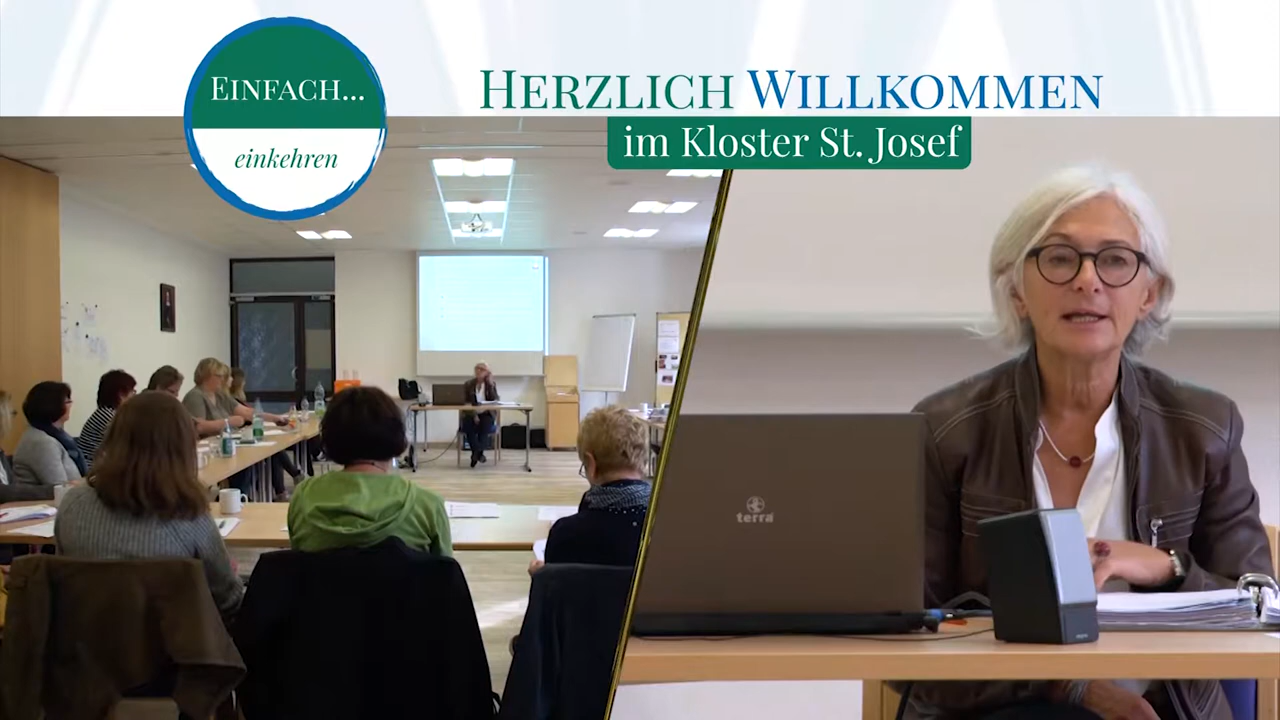 EINFACH...
einkehren
HERZLICH WILLKOMMEN
im Kloster St. Josef
terra